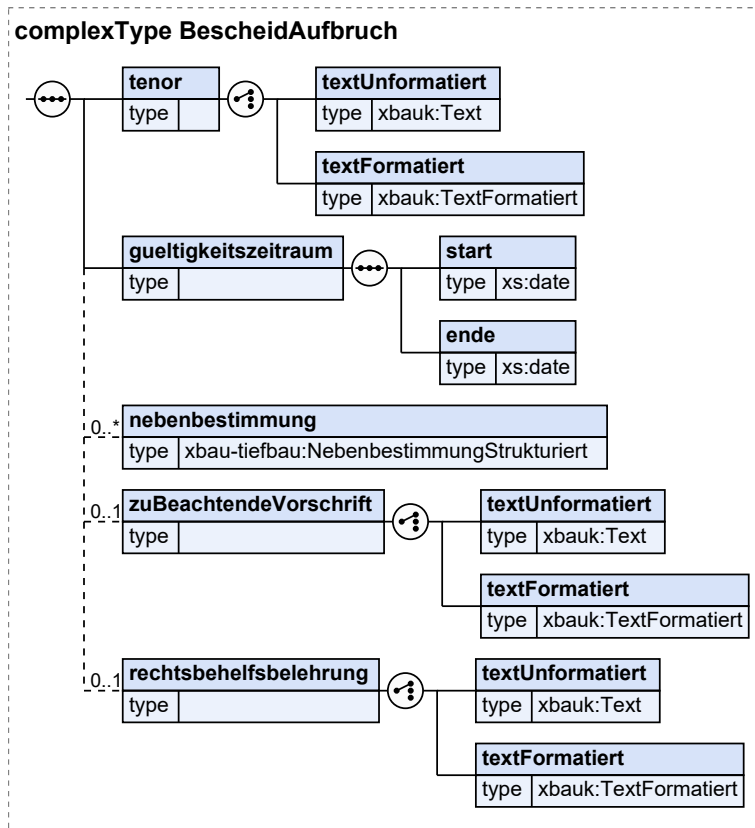 complexType BescheidAufbruch
tenor
type
textUnformatiert
type xbauk:Text
textFormatiert
type xbauk:TextFormatiert
gueltigkeitszeitraum
type
start
type xs:date
ende
type xs:date
0..*
nebenbestimmung
type xbau-tiefbau:NebenbestimmungStrukturiert
0..1
zuBeachtendeVorschrift
type
textUnformatiert
type xbauk:Text
textFormatiert
type xbauk:TextFormatiert
0..1
rechtsbehelfsbelehrung
type
textUnformatiert
type xbauk:Text
textFormatiert
type xbauk:TextFormatiert